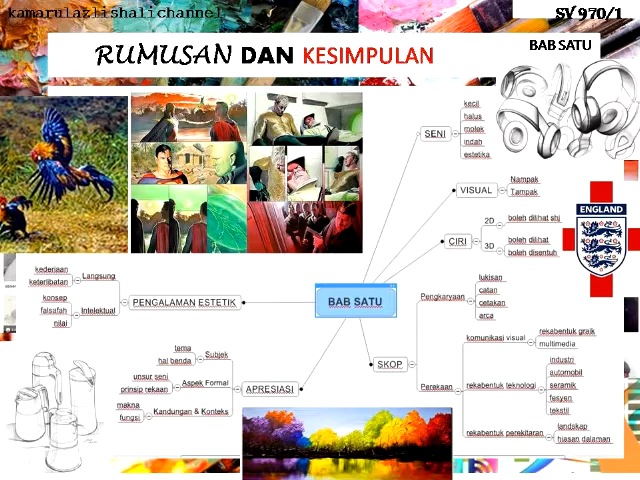 kamarulazlishalichannel
SV 970/1
RUMUSAN DAN KESIMPULAN
BAB SATU
SENI
kecil
halus
molek
indah
estetika
VISUAL
Nampak
Tampak
CIRI
2D
boleh dilihat shj
3D
boleh dilihat
boleh disentuh
ENGLAND
BAB SATU
PENGALAMAN ESTETIK
Langsung
kederiaan
keterlibatan
Intelektual
konsep
falsafah
nilai
APRESIASI
Subjek
tema
hal benda
Aspek Formal
unsur seni
prinsip rekaan
Kandungan & Konteks
makna
fungsi
SKOP
Pengkaryaan
lukisan
catan
cetakan
arca
Perekaan
komunikasi visual
rekabentuk graik
multimedia
rekabentuk teknologi
industri
automobil
seramik
fesyen
tekstil
rekabentuk persekitaran
landskap
hiasan dalaman